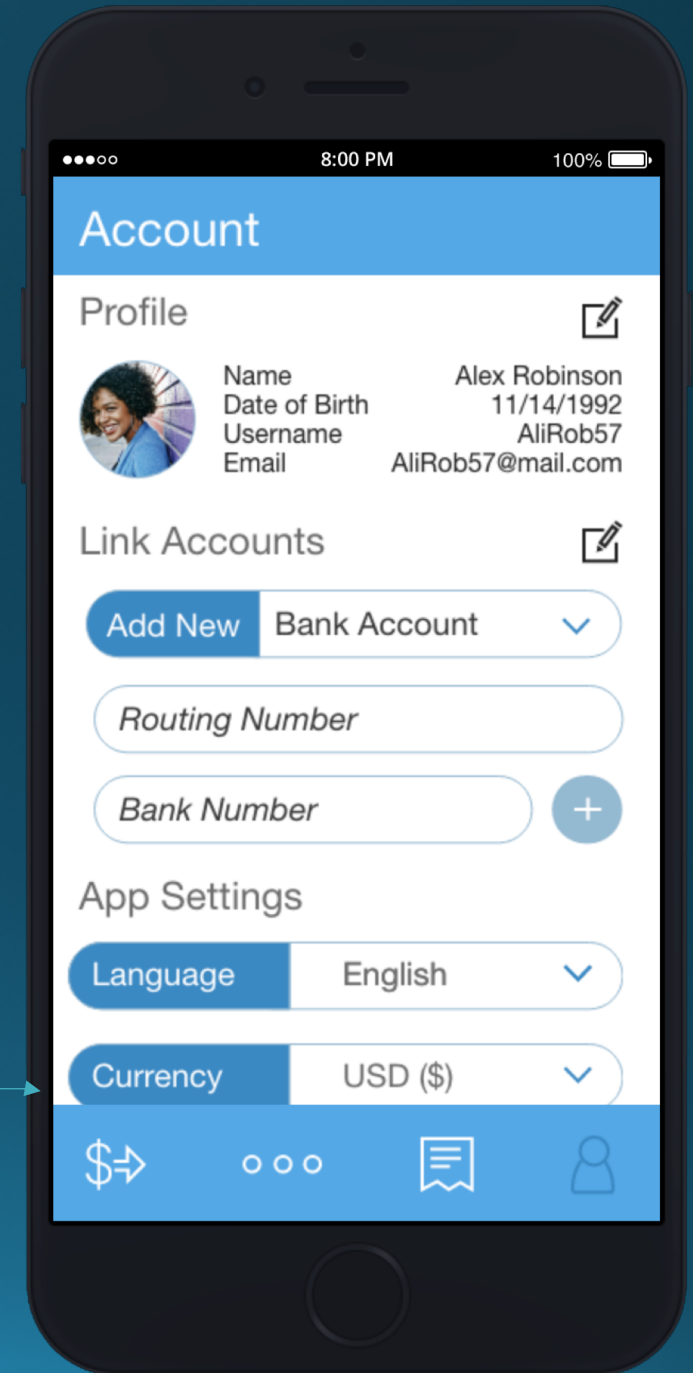 8:00 PM 100%
Account
Profile
Name Alex Robinson
Date of Birth 11/14/1992
Username AliRob57
Email AliRob57@mail.com
Link Accounts
Add New Bank Account
Routing Number
Bank Number +
App Settings
Language English
Currency USD ($)
$